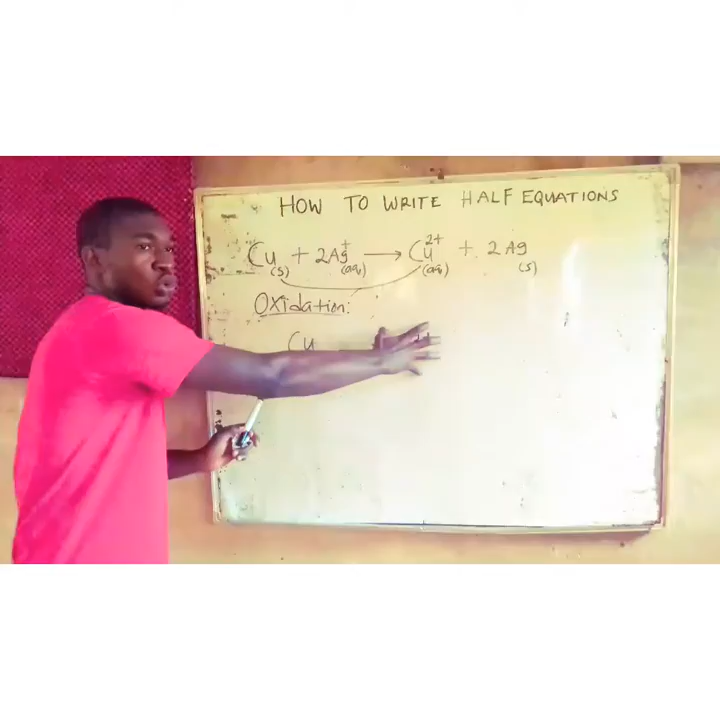 HOW TO WRITE HALF EQUATIONS
Cu(s) + 2Ag⁺(aq) → Cu²⁺(aq) + 2Ag(s)
Oxidation:
Cu